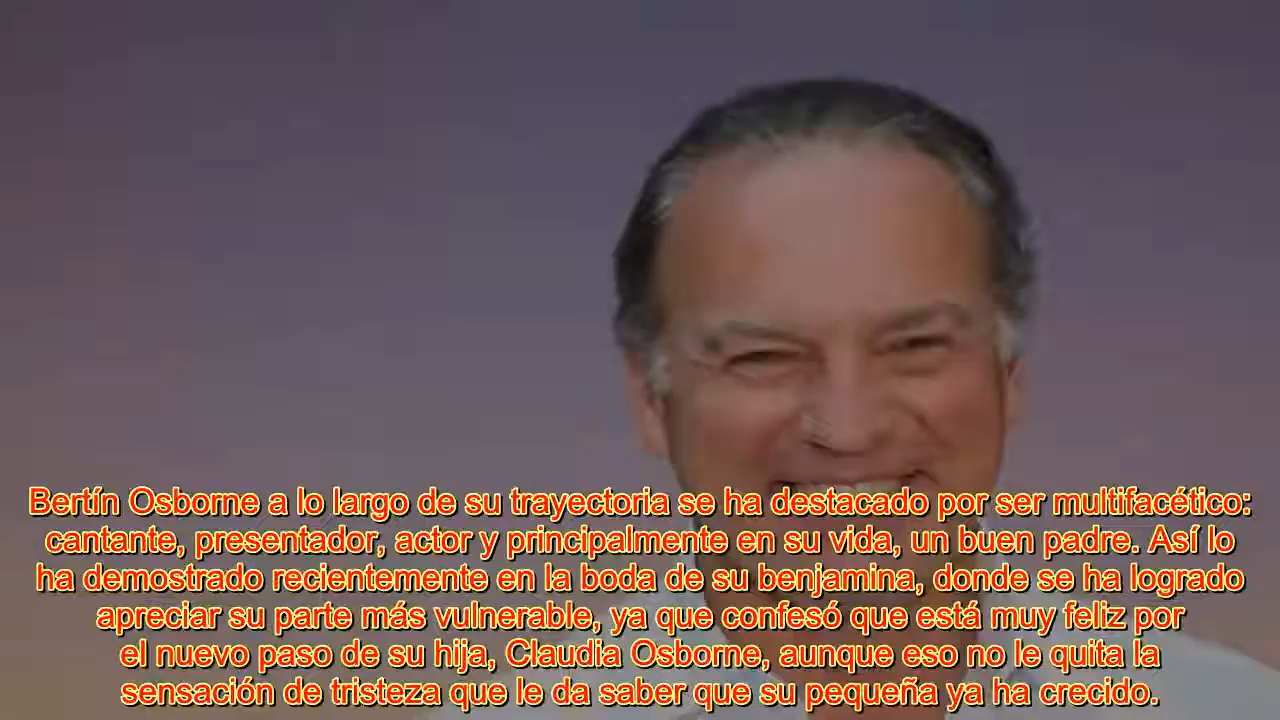 Bertín Osborne a lo largo de su trayectoria se ha destacado por ser multifacético:
cantante, presentador, actor y principalmente en su vida, un buen padre. Así lo
ha demostrado recientemente en la boda de su benjamina, donde se ha logrado
apreciar su parte más vulnerable, ya que confesó que está muy feliz por
el nuevo paso de su hija, Claudia Osborne, aunque eso no le quita la
sensación de tristeza que le da saber que su pequeña ya ha crecido.